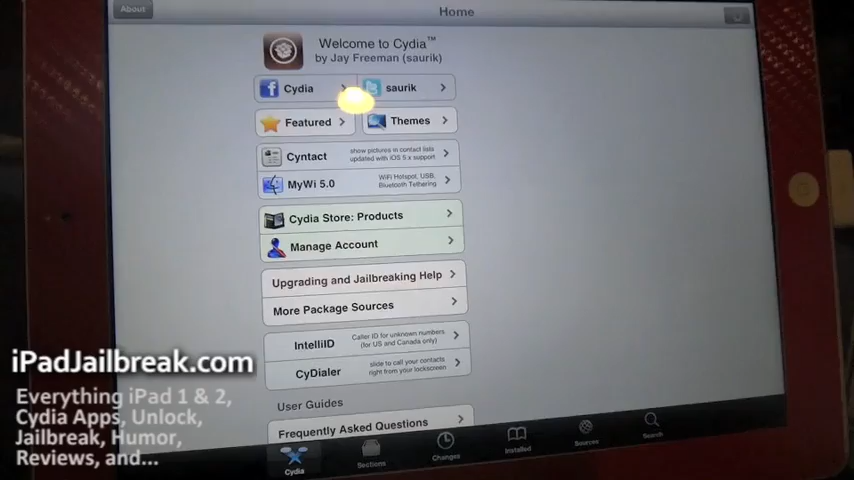 About
Home
Welcome to Cydia™
by Jay Freeman (saurik)
Cydia
saurik
Featured
Themes
Cyntact
show pictures in contact lists
updated with iOS 5.x support
MyWi 5.0
WiFi Hotspot, USB,
Bluetooth Tethering
Cydia Store: Products
Manage Account
Upgrading and Jailbreaking Help
More Package Sources
IntelliID
Caller ID for unknown numbers
(for US and Canada only)
CyDialer
slide to call your contacts
right from your lockscreen
User Guides
Frequently Asked Questions
Cydia
Sections
Changes
Installed
Sources
Search
iPadJailbreak.com
Everything iPad 1 & 2,
Cydia Apps, Unlock,
Jailbreak, Humor,
Reviews, and...